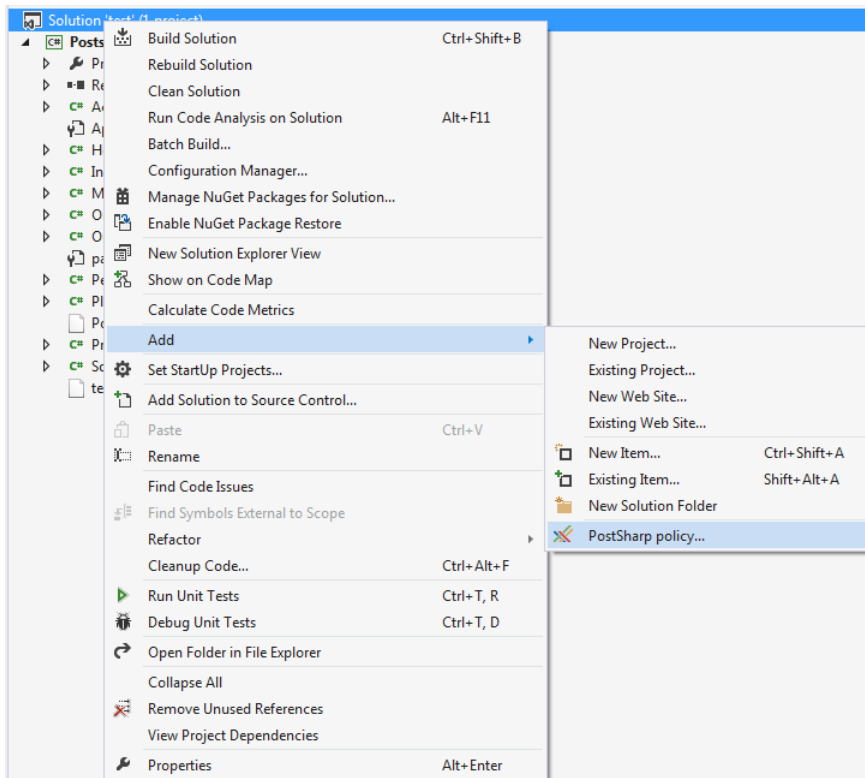 Solution 'test' (1 project)
Build Solution Ctrl+Shift+B
Rebuild Solution
Clean Solution
Run Code Analysis on Solution Alt+F11
Batch Build...
Configuration Manager...
Manage NuGet Packages for Solution...
Enable NuGet Package Restore
New Solution Explorer View
Show on Code Map
Calculate Code Metrics
Add
Set StartUp Projects...
Add Solution to Source Control...
Paste Ctrl+V
Rename
Find Code Issues
Find Symbols External to Scope
Refactor
Cleanup Code... Ctrl+Alt+F
Run Unit Tests Ctrl+T, R
Debug Unit Tests Ctrl+T, D
Open Folder in File Explorer
Collapse All
Remove Unused References
View Project Dependencies
Properties Alt+Enter
New Project...
Existing Project...
New Web Site...
Existing Web Site...
New Item... Ctrl+Shift+A
Existing Item... Shift+Alt+A
New Solution Folder
PostSharp policy...